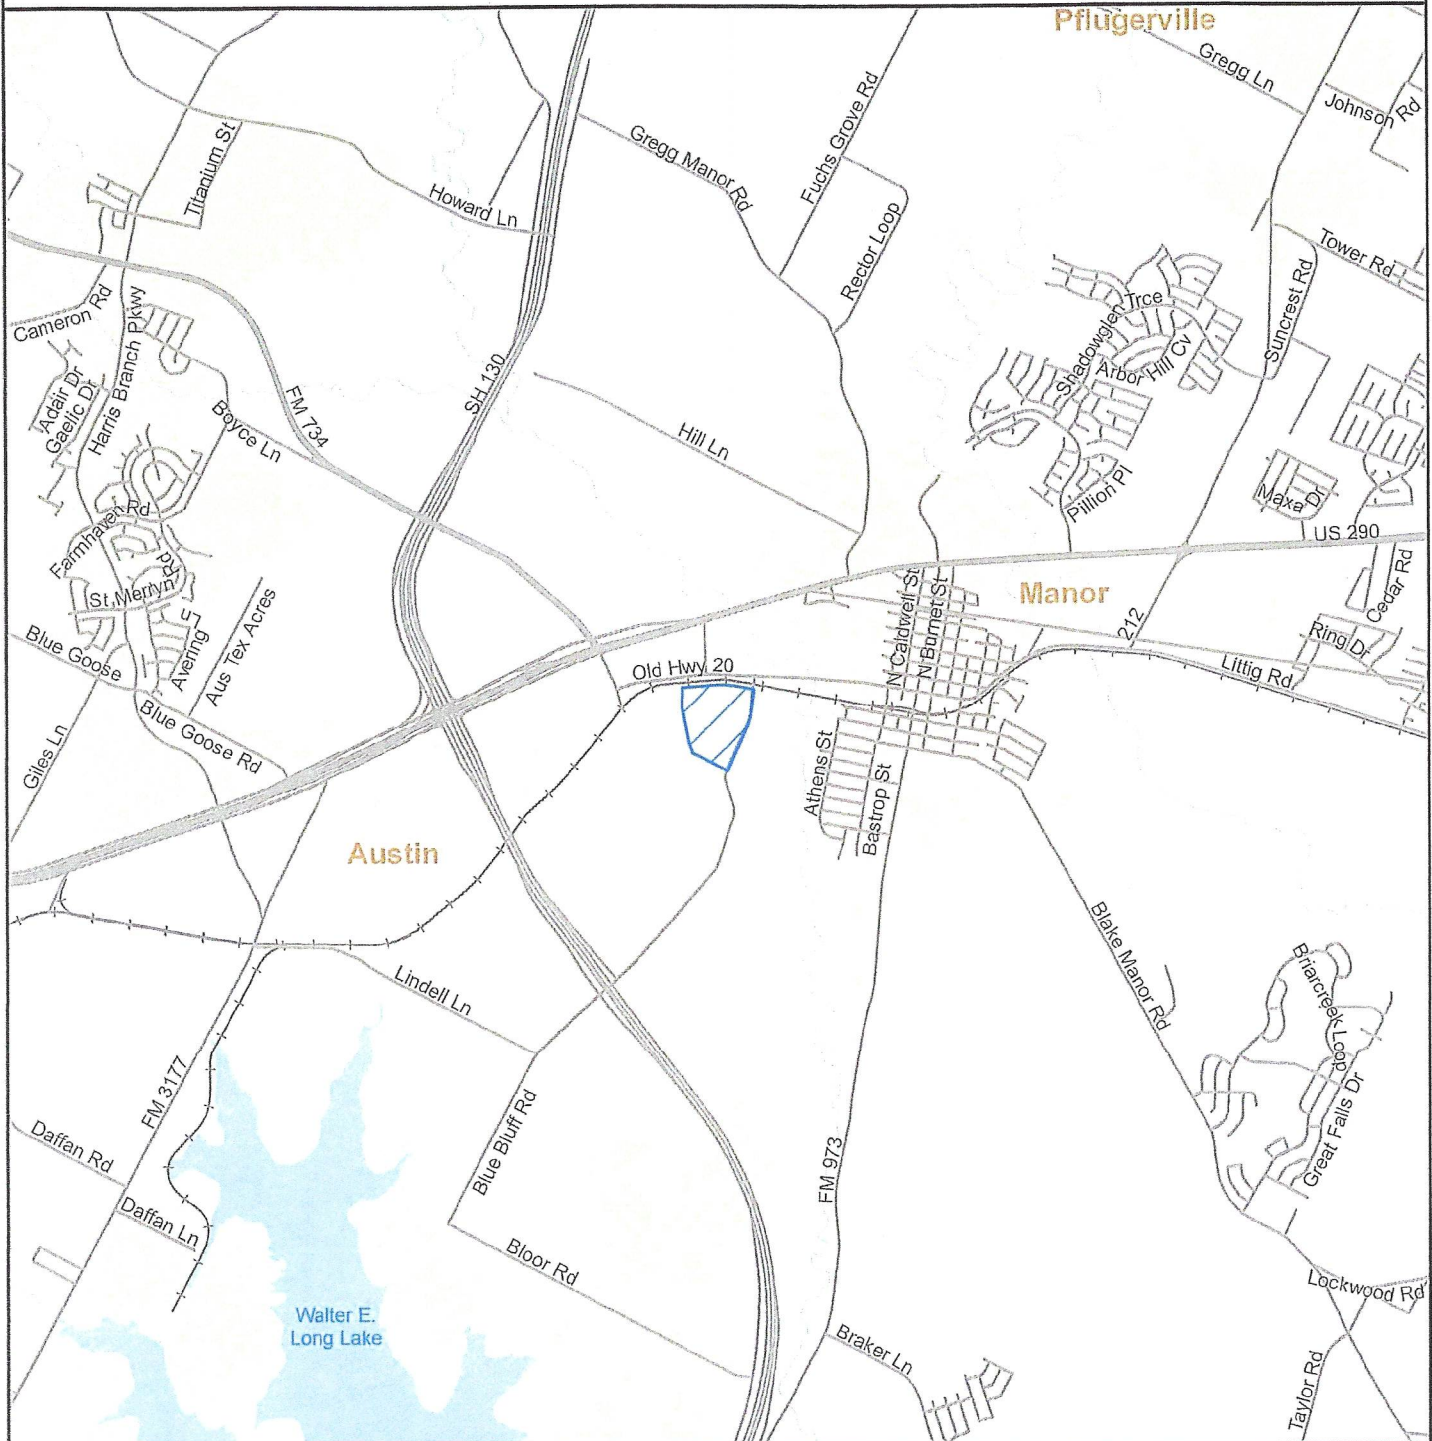 Pflugerville
Gregg Ln
Johnson Rd
Fuchs Grove Rd
Gregg Manor Rd
Titanium St
Howard Ln
Rector Loop
Tower Rd
Suncrest Rd
Cameron Rd
Harris Branch Pkwy
Shadowglen Trce
Arbor Hill Cv
Adair Dr
Gaelic Dr
SH 130
FM 734
Boyce Ln
Hill Ln
Pillion Pl
Maxa Dr
US 290
Farmhaven Rd
St Merryn Rd
Manor
Cedar Rd
N Caldwell St
N Burnet St
212
Ring Dr
Blue Goose
Avering Ln
Aus Tex Acres
Old Hwy 20
Littig Rd
Giles Ln
Blue Goose Rd
Athens St
Bastrop St
Austin
Blake Manor Rd
Briarcreek Loop
Lindell Ln
FM 3177
Great Falls Dr
Blue Bluff Rd
Daffan Rd
FM 973
Daffan Ln
Bloor Rd
Lockwood Rd
Walter E.
Long Lake
Braker Ln
Taylor Rd